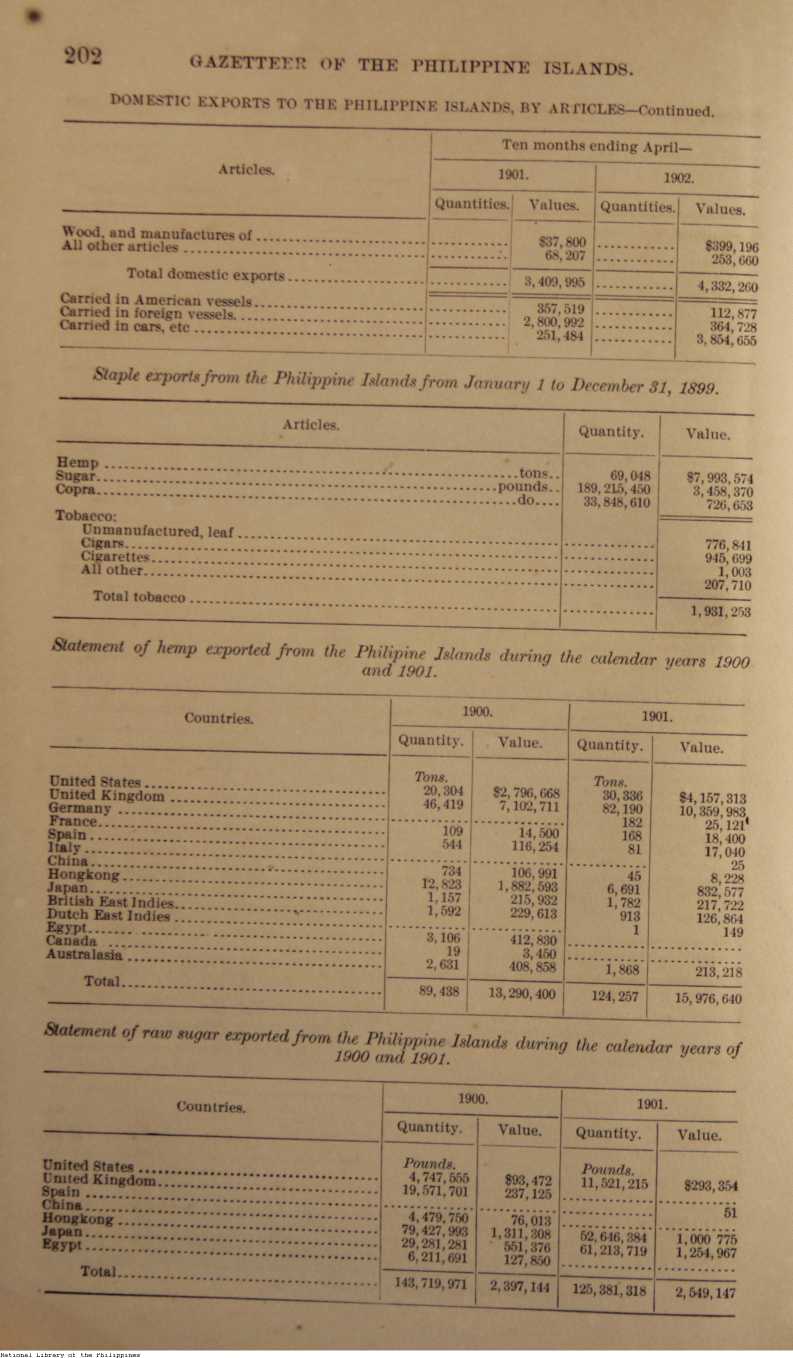 202 GAZETTEER OF THE PHILIPPINE ISLANDS.
DOMESTIC EXPORTS TO THE PHILIPPINE ISLANDS, BY ARTICLES—Continued.
Articles. Ten months ending April—
1901. 1902.
Quantities. Values. Quantities. Values.
Wood, and manufactures of $37,800 $399,196
All other articles 68,207 253,660
Total domestic exports 3,409,995 4,332,260
Carried in American vessels 357,519 112,877
Carried in foreign vessels 2,800,992 364,728
Carried in cars, etc 251,484 3,854,655
Staple exports from the Philippine Islands from January 1 to December 31, 1899.
Articles. Quantity. Value.
Hemp tons 69,048 $7,993,574
Sugar pounds 189,215,450 3,458,370
Copra do 33,848,610 726,653
Tobacco:
Unmanufactured, leaf 776,841
Cigars 945,699
Cigarettes 1,003
All other 207,710
Total tobacco 1,931,253
Statement of hemp exported from the Philipine Islands during the calendar years 1900
and 1901.
Countries. 1900. 1901.
Quantity. Value. Quantity. Value.
Tons. Tons.
United States 20,304 $2,796,668 30,336 $4,157,313
United Kingdom 46,419 7,102,711 82,190 10,359,983
Germany 182 25,121
France 109 14,500 168 18,400
Spain 544 116,254 81 17,040
Italy 25
China 734 106,991 45 8,228
Hongkong 12,823 1,882,593 6,691 832,577
Japan 1,157 215,932 1,782 217,722
British East Indies 1,592 229,613 913 126,864
Dutch East Indies 1 149
Egypt 3,106 412,830
Canada 19 3,450
Australasia 2,631 408,858 1,868 213,218
Total 89,438 13,290,400 124,257 15,976,640
Statement of raw sugar exported from the Philippine Islands during the calendar years of
1900 and 1901.
Countries. 1900. 1901.
Quantity. Value. Quantity. Value.
Pounds. Pounds.
United States 4,747,555 $93,472 11,521,215 $293,354
United Kingdom 19,571,701 237,125
Spain 51
China 4,479,750 76,013
Hongkong 79,427,993 1,311,308 52,646,384 1,000 775
Japan 29,281,281 551,376 61,213,719 1,254,967
Egypt 6,211,691 127,850
Total 143,719,971 2,397,144 125,381,318 2,549,147
National Library of the Philippines